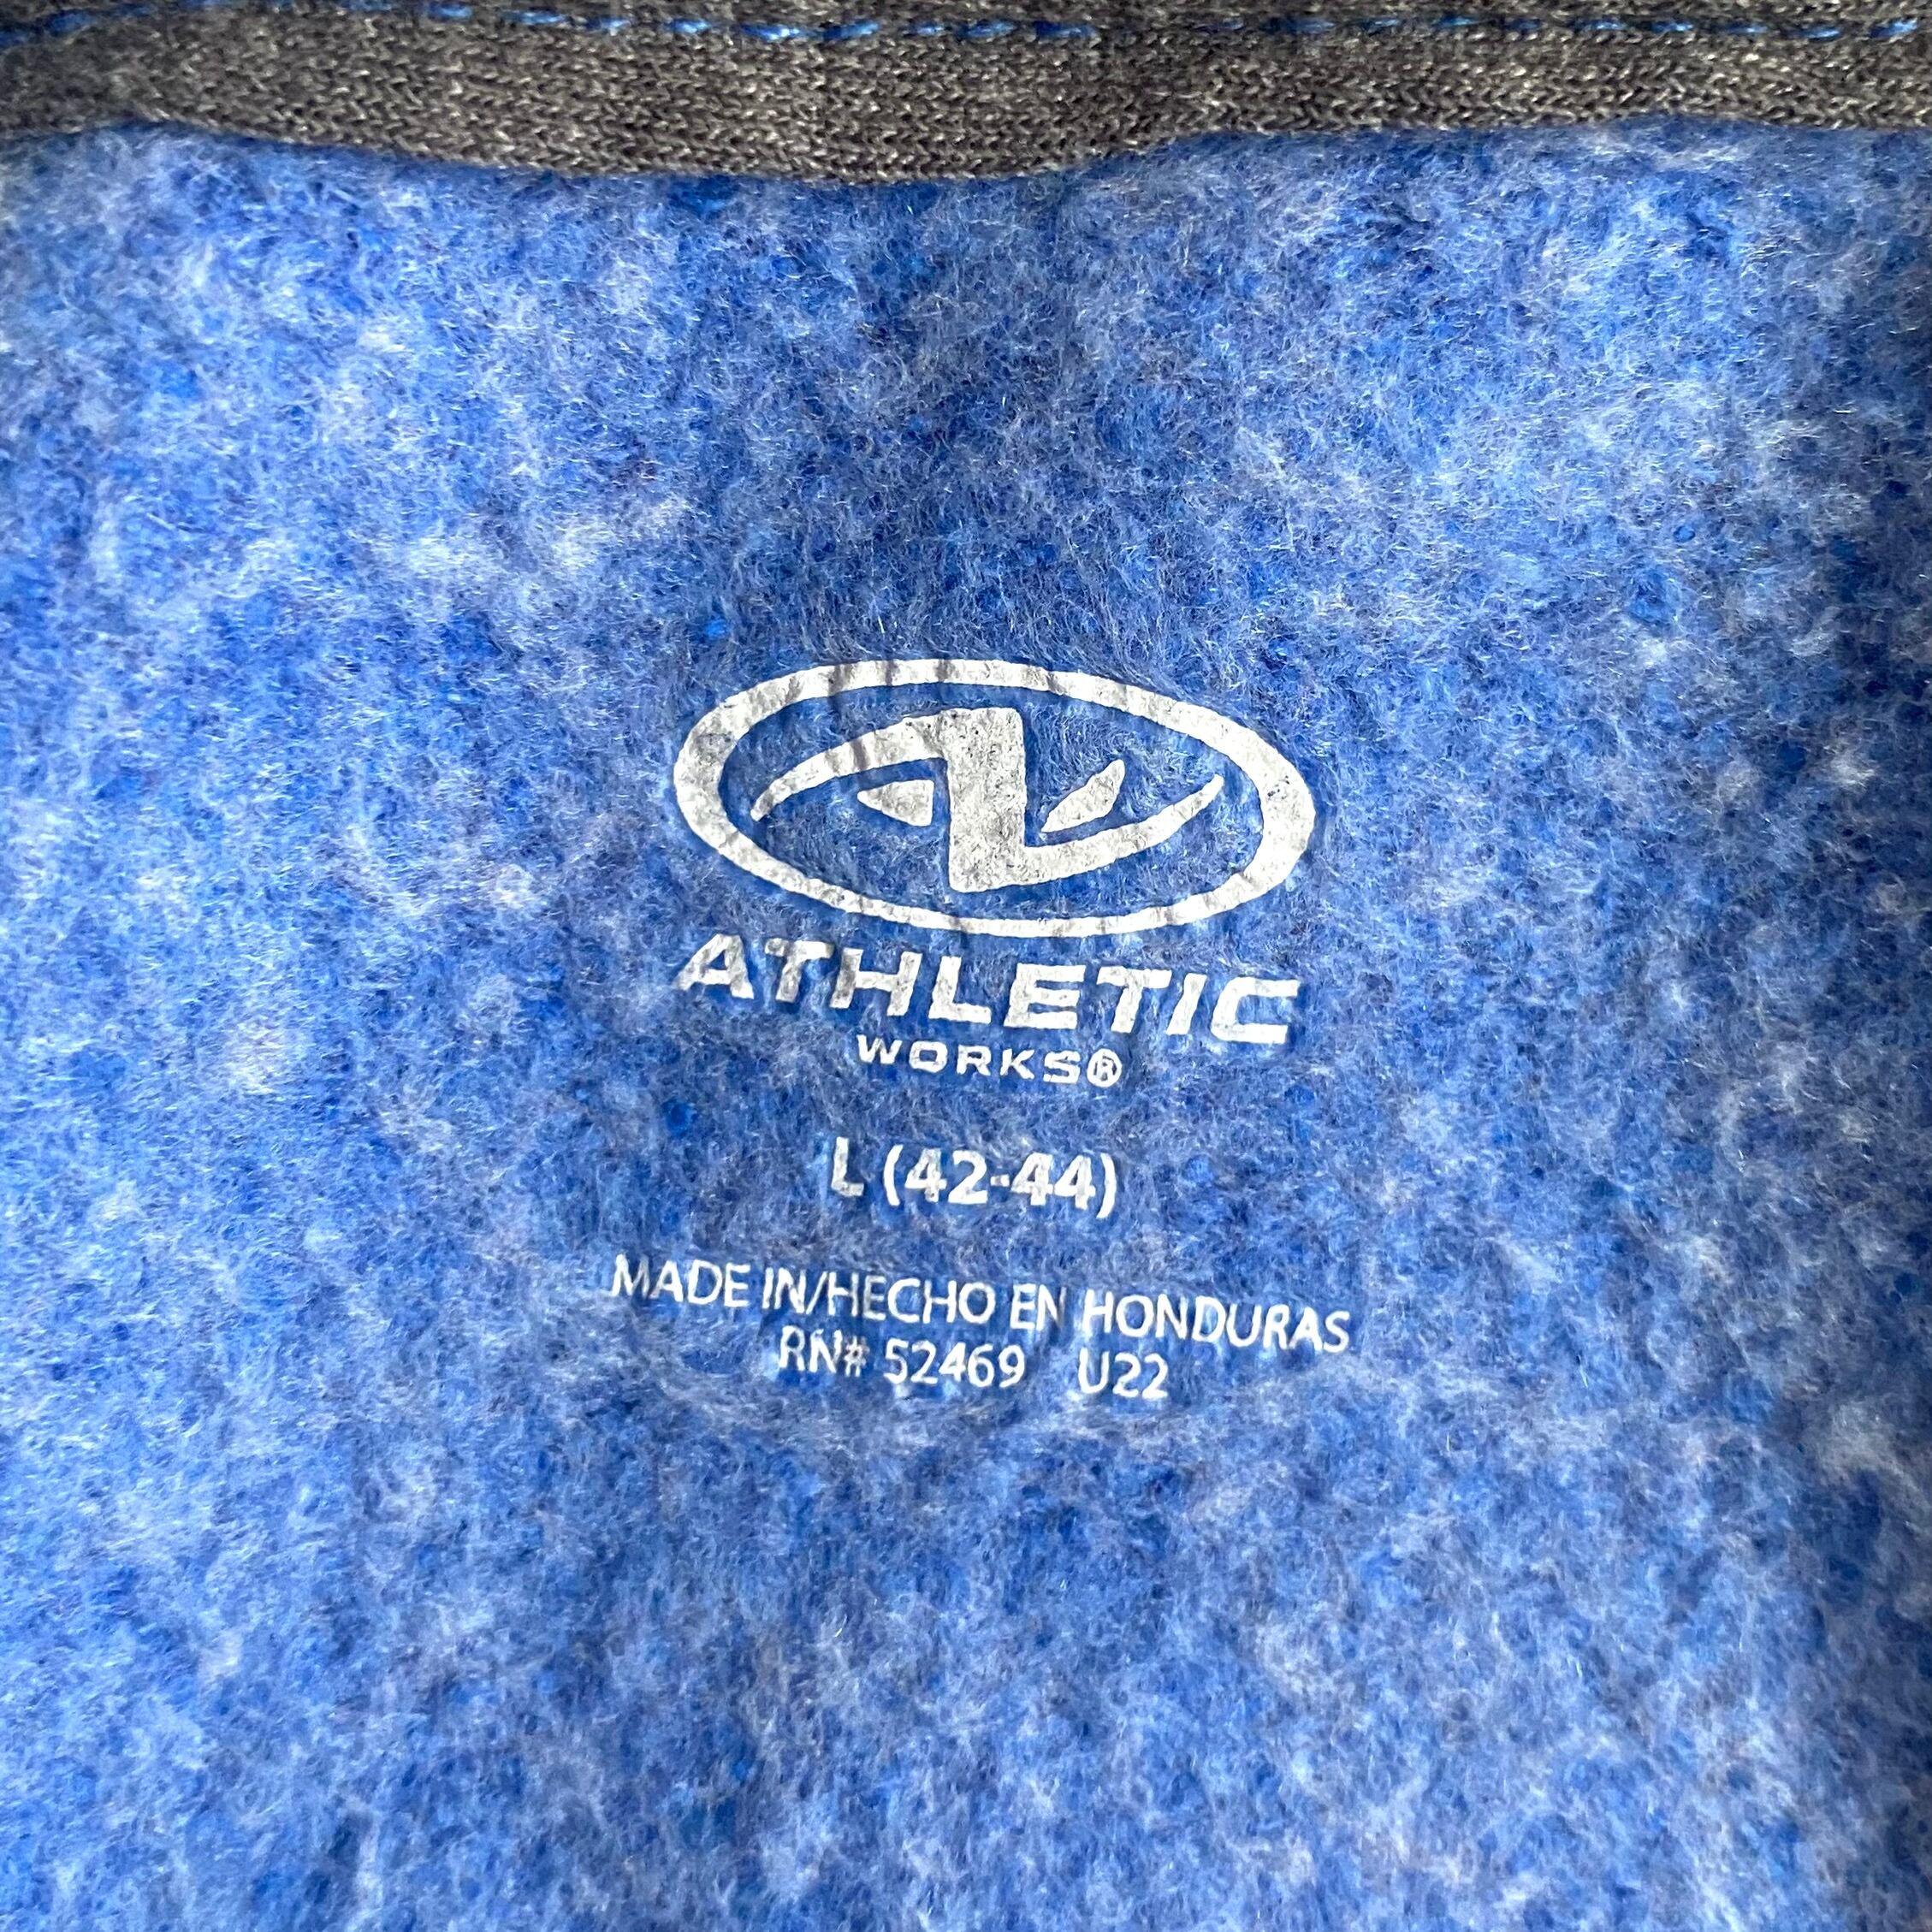 ATHLETIC
WORKS®
L (42-44)
MADE IN/HECHO EN HONDURAS
RN# 52469 U22